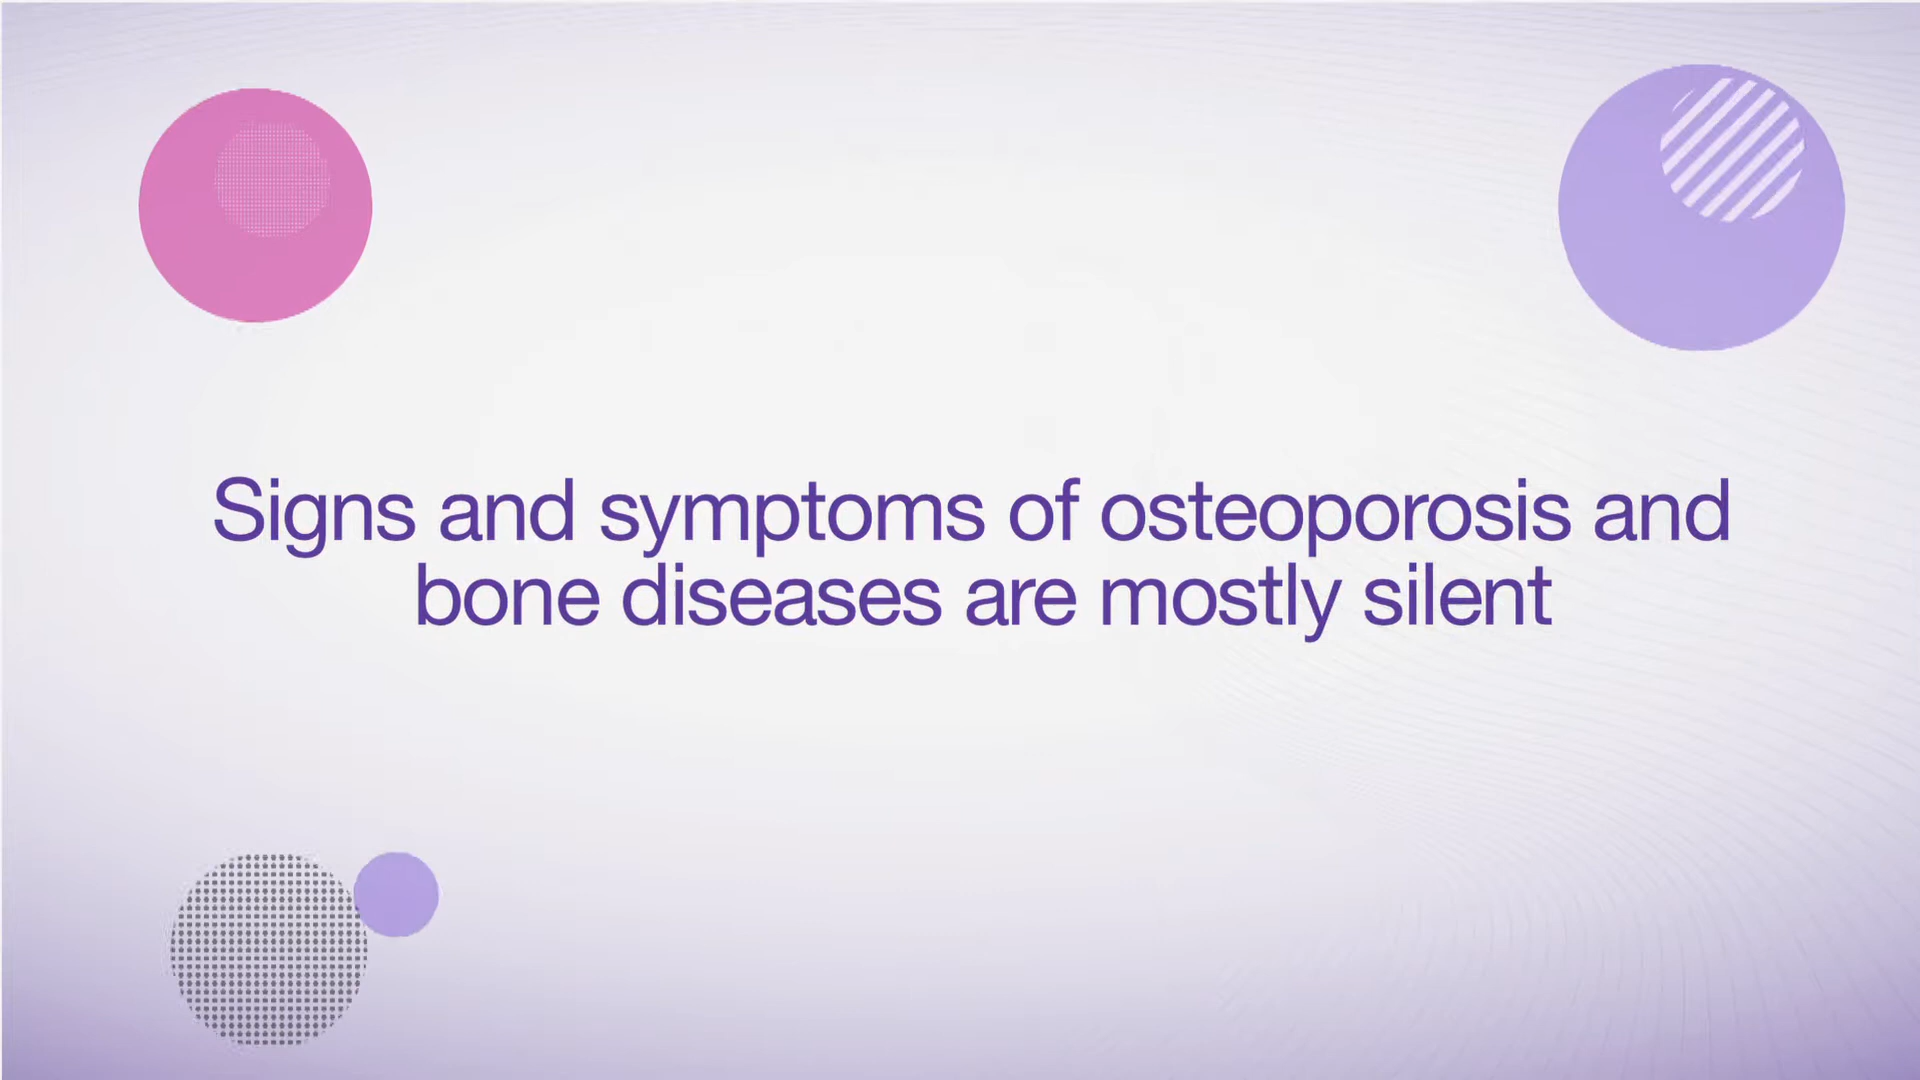 Signs and symptoms of osteoporosis and
bone diseases are mostly silent